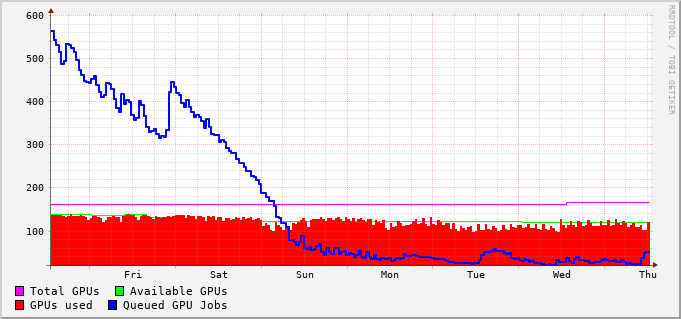 600
500
400
300
200
100
Fri Sat Sun Mon Tue Wed Thu
Total GPUs Available GPUs
GPUs used Queued GPU Jobs
RRDTOOL / TOBI OETIKER